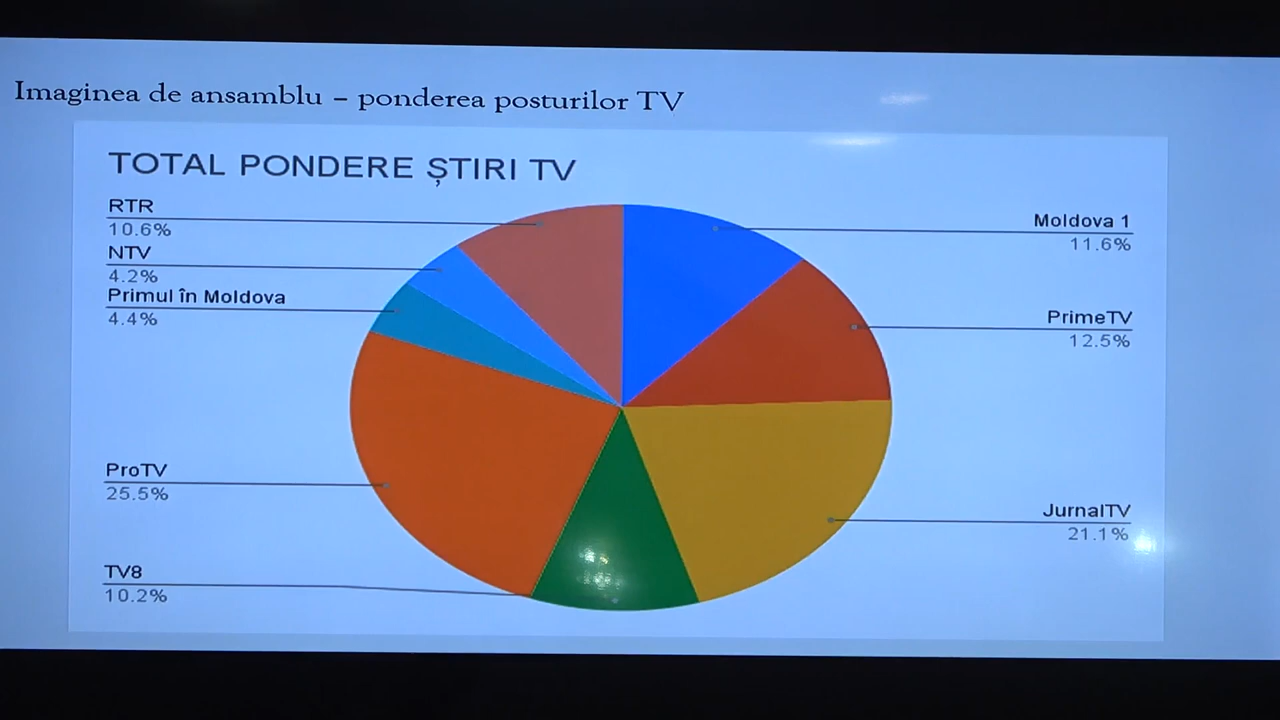 Imaginea de ansamblu – ponderea posturilor TV
TOTAL PONDERE ȘTIRI TV
RTR
10.6%
NTV
4.2%
Primul în Moldova
4.4%
ProTV
25.5%
TV8
10.2%
Moldova 1
11.6%
PrimeTV
12.5%
JurnalTV
21.1%